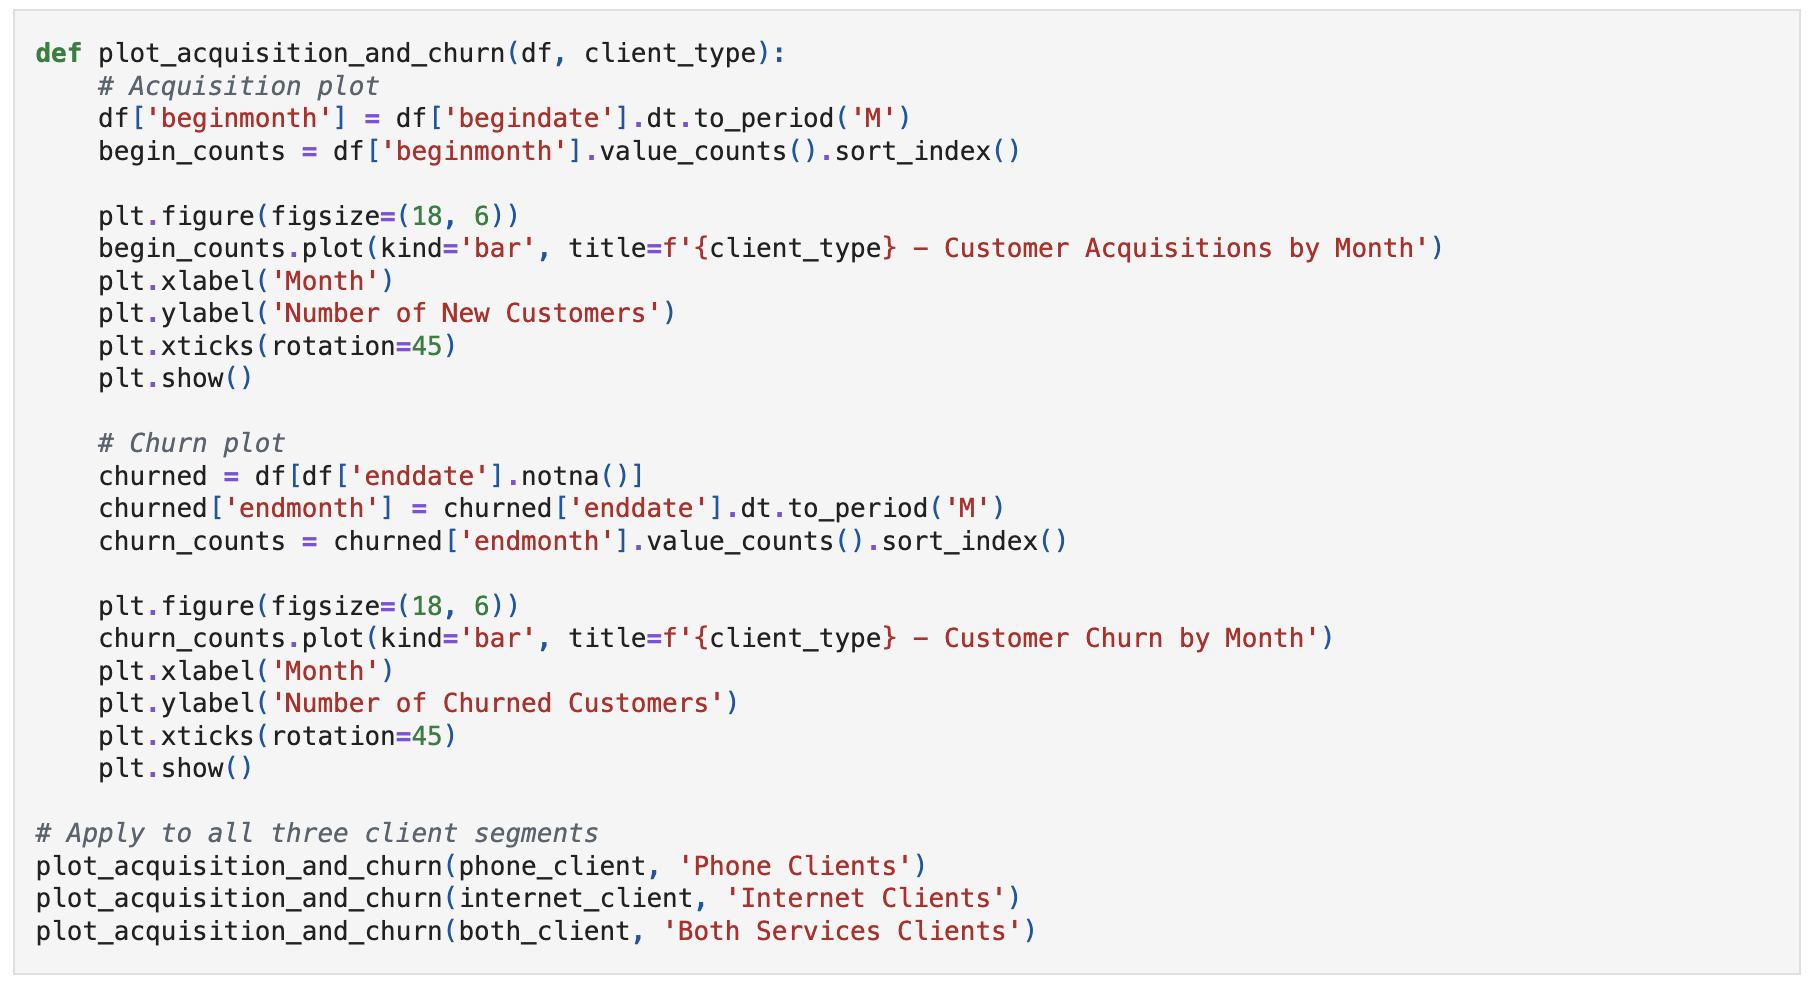 def plot_acquisition_and_churn(df, client_type):
    # Acquisition plot
    df['beginmonth'] = df['begindate'].dt.to_period('M')
    begin_counts = df['beginmonth'].value_counts().sort_index()

    plt.figure(figsize=(18, 6))
    begin_counts.plot(kind='bar', title=f'{client_type} – Customer Acquisitions by Month')
    plt.xlabel('Month')
    plt.ylabel('Number of New Customers')
    plt.xticks(rotation=45)
    plt.show()

    # Churn plot
    churned = df[df['enddate'].notna()]
    churned['endmonth'] = churned['enddate'].dt.to_period('M')
    churn_counts = churned['endmonth'].value_counts().sort_index()

    plt.figure(figsize=(18, 6))
    churn_counts.plot(kind='bar', title=f'{client_type} – Customer Churn by Month')
    plt.xlabel('Month')
    plt.ylabel('Number of Churned Customers')
    plt.xticks(rotation=45)
    plt.show()

# Apply to all three client segments
plot_acquisition_and_churn(phone_client, 'Phone Clients')
plot_acquisition_and_churn(internet_client, 'Internet Clients')
plot_acquisition_and_churn(both_client, 'Both Services Clients')